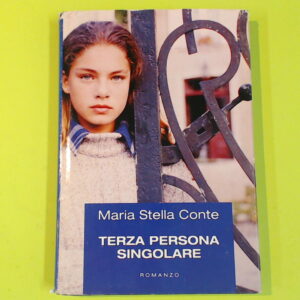 Maria Stella Conte
TERZA PERSONA
SINGOLARE
ROMANZO